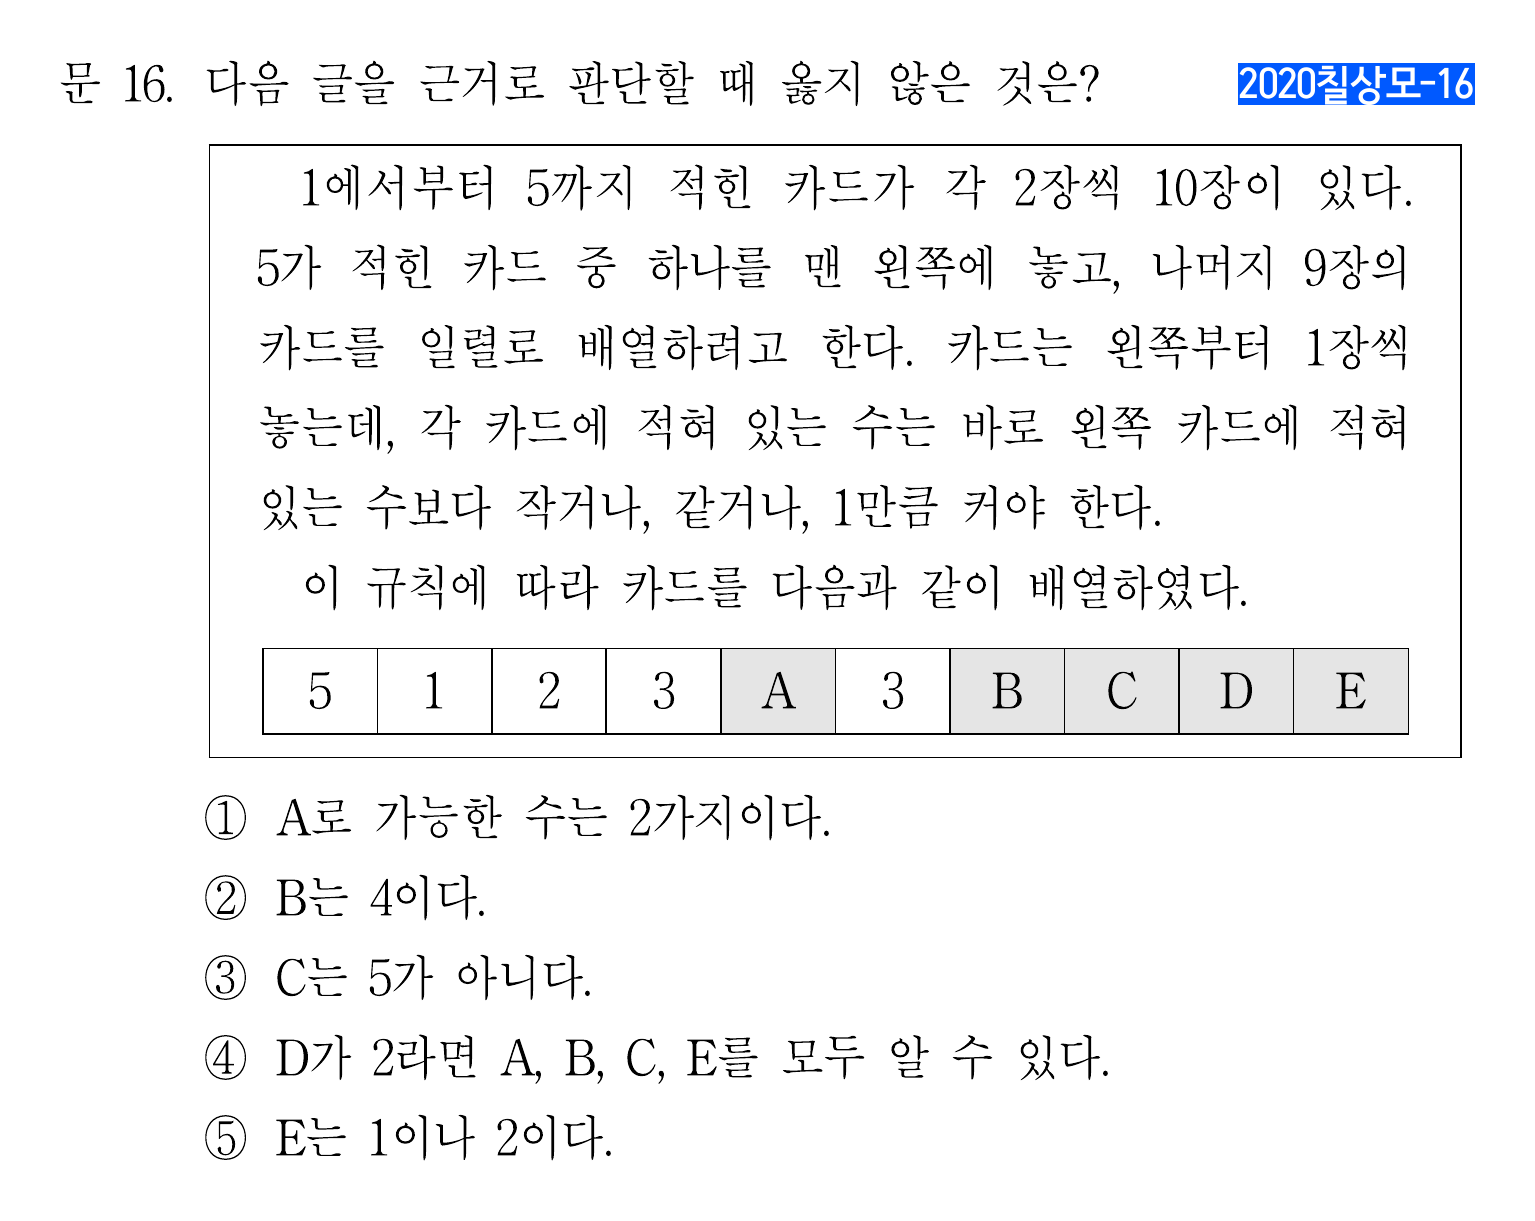 문 16. 다음 글을 근거로 판단할 때 옳지 않은 것은?
2020칠상모-16
1에서부터 5까지 적힌 카드가 각 2장씩 10장이 있다.
5가 적힌 카드 중 하나를 맨 왼쪽에 놓고, 나머지 9장의
카드를 일렬로 배열하려고 한다. 카드는 왼쪽부터 1장씩
놓는데, 각 카드에 적혀 있는 수는 바로 왼쪽 카드에 적혀
있는 수보다 작거나, 같거나, 1만큼 커야 한다.
이 규칙에 따라 카드를 다음과 같이 배열하였다.
5 1 2 3 A 3 B C D E
① A로 가능한 수는 2가지이다.
② B는 4이다.
③ C는 5가 아니다.
④ D가 2라면 A, B, C, E를 모두 알 수 있다.
⑤ E는 1이나 2이다.